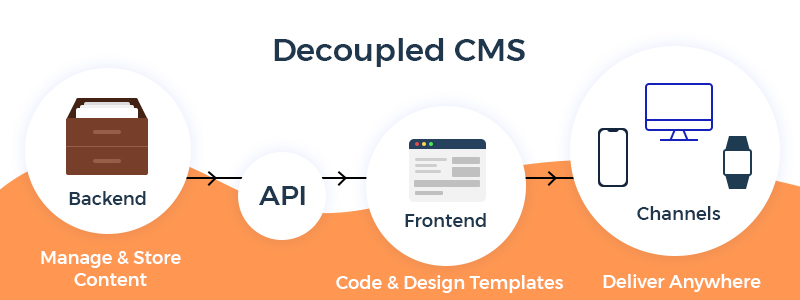 Decoupled CMS
Backend
API
Frontend
Channels
Manage & Store
Content
Code & Design Templates
Deliver Anywhere